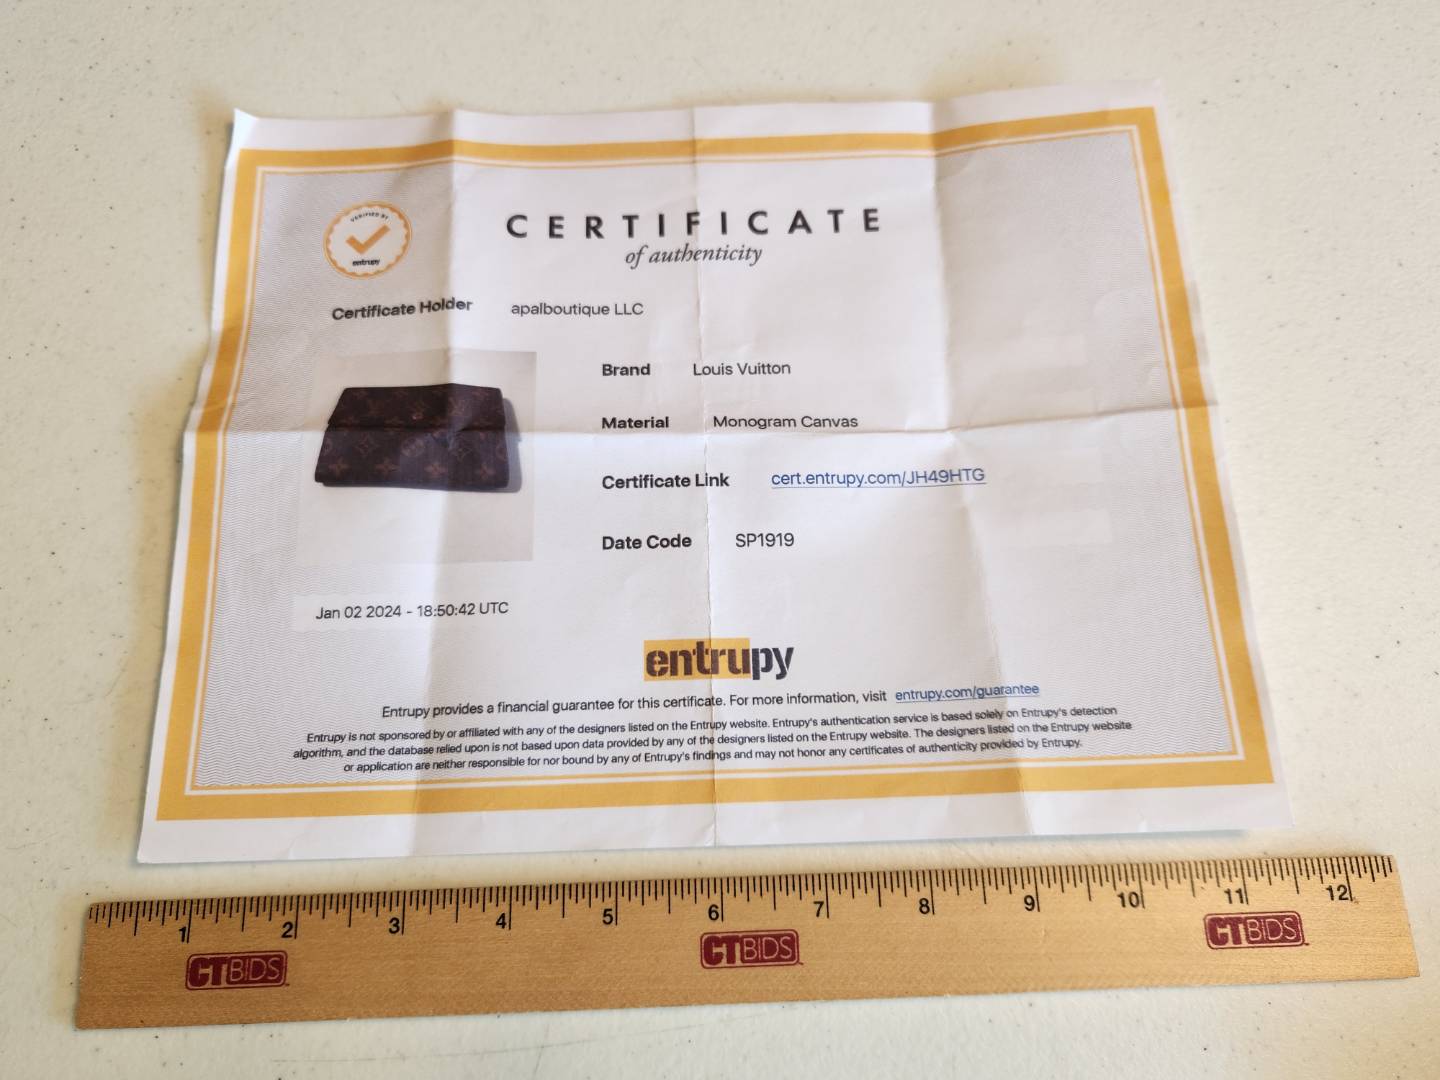 VERIFIED BY
entrupy
CERTIFICATE
of authenticity
Certificate Holder apalboutique LLC
Brand Louis Vuitton
Material Monogram Canvas
Certificate Link cert.entrupy.com/JH49HTG
Date Code SP1919
Jan 02 2024 - 18:50:42 UTC
entrupy
Entrupy provides a financial guarantee for this certificate. For more information, visit entrupy.com/guarantee
Entrupy is not sponsored by or affiliated with any of the designers listed on the Entrupy website. Entrupy's authentication service is based solely on Entrupy's detection
algorithm, and the database relied upon is not based upon data provided by any of the designers listed on the Entrupy website. The designers listed on the Entrupy website
or application are neither responsible for nor bound by any of Entrupy's findings and may not honor any certificates of authenticity provided by Entrupy.
1 2 3 4 5 6 7 8 9 10 11 12
CTBIDS CTBIDS CTBIDS